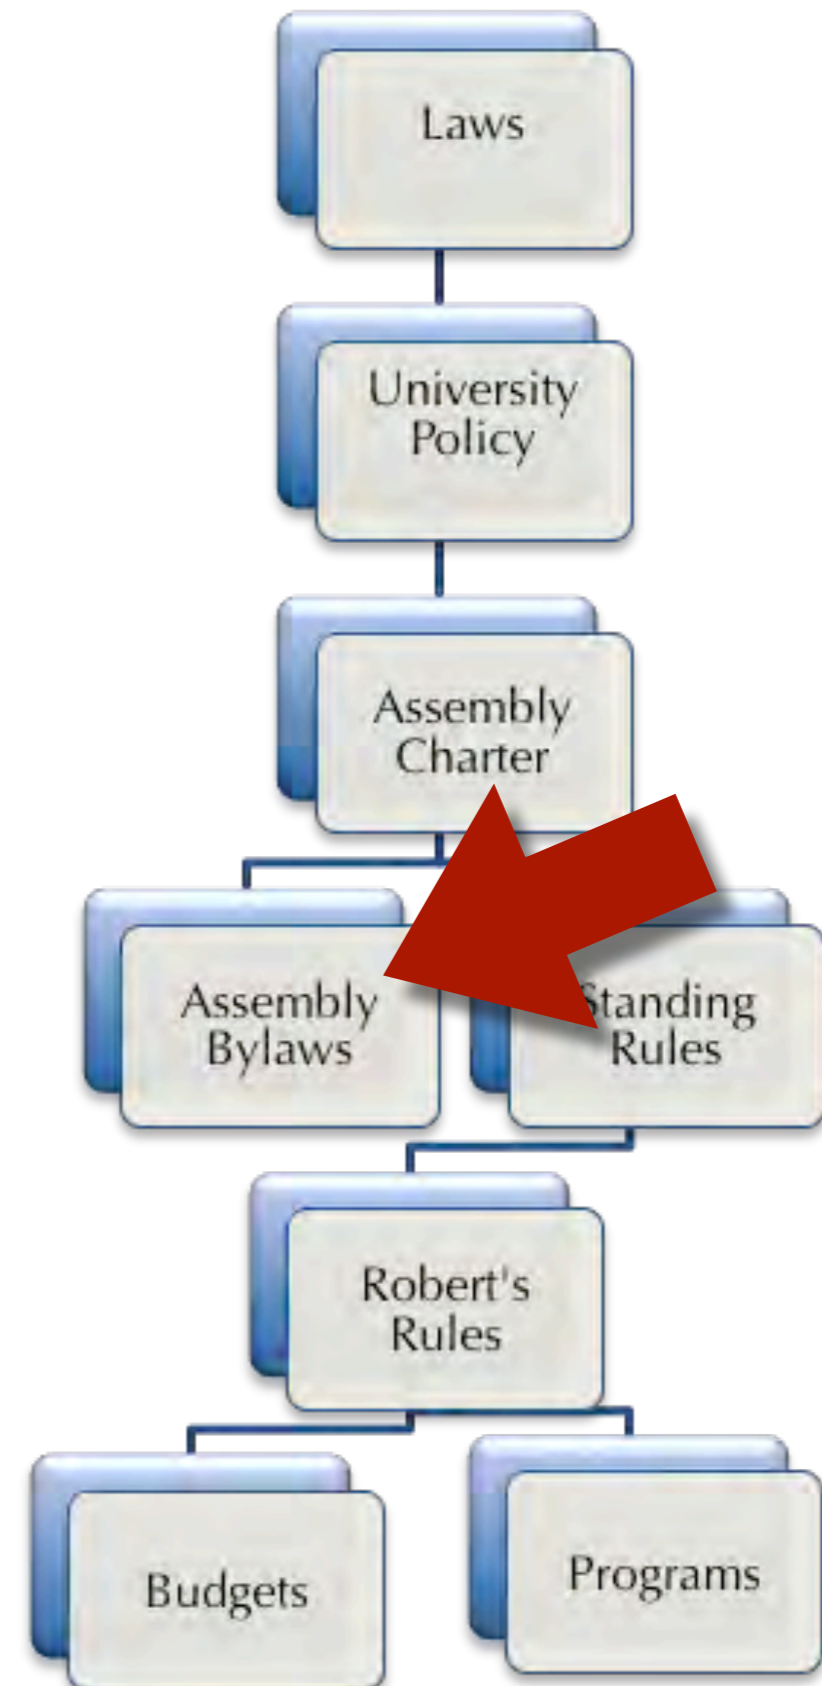 Laws
University
Policy
Assembly
Charter
Assembly
Bylaws
Standing
Rules
Robert's
Rules
Budgets
Programs